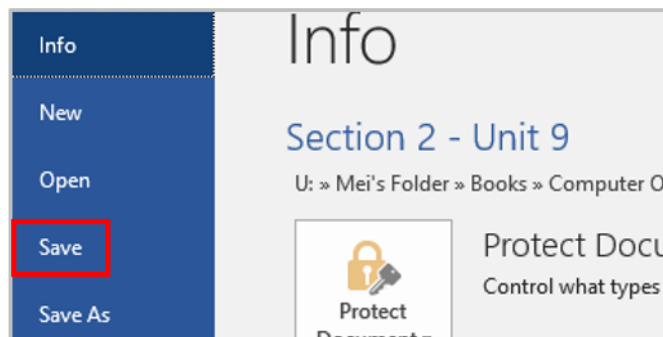 Info
New
Open
Save
Save As
Info
Section 2 - Unit 9
U: » Mei's Folder » Books » Computer
Protect
Control what types
Protect